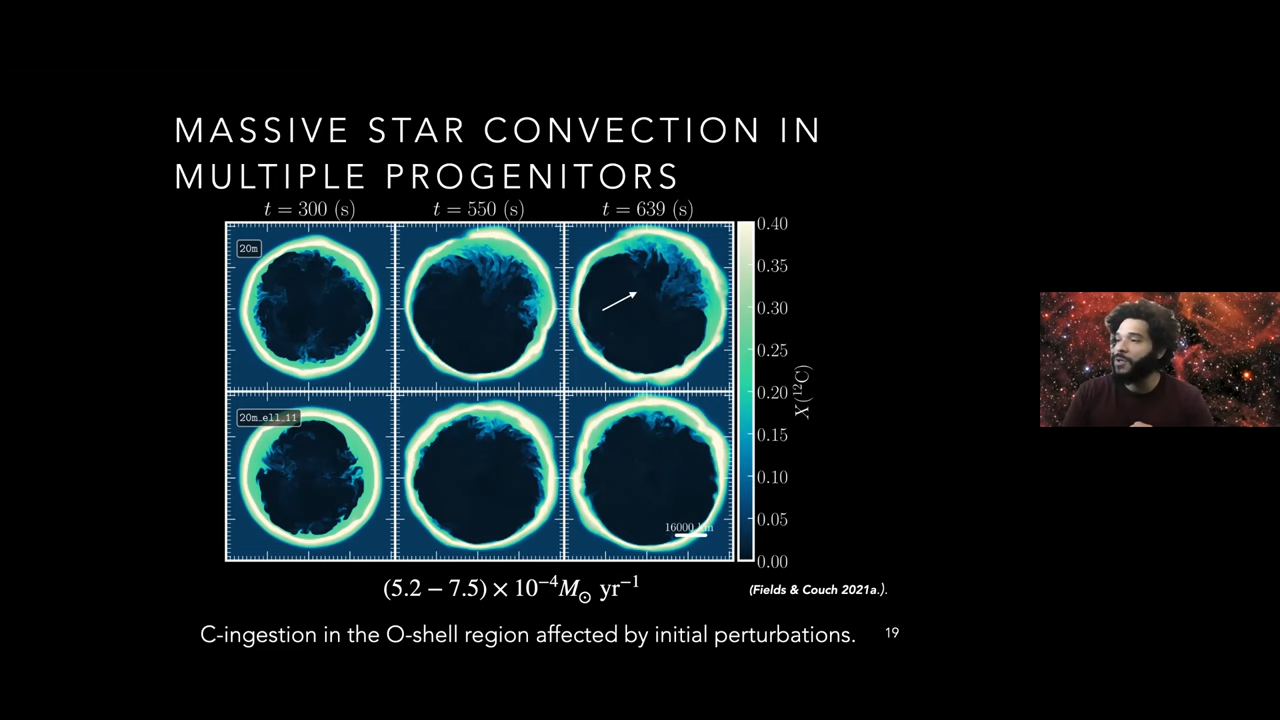 MASSIVE STAR CONVECTION IN
MULTIPLE PROGENITORS
t = 300 (s) t = 550 (s) t = 639 (s)
20m
20m_ell_11
16000 km
0.40
0.35
0.30
0.25
0.20
0.15
0.10
0.05
0.00
X(¹²C)
(5.2 − 7.5) × 10⁻⁴M☉ yr⁻¹
(Fields & Couch 2021a.).
C-ingestion in the O-shell region affected by initial perturbations.
19